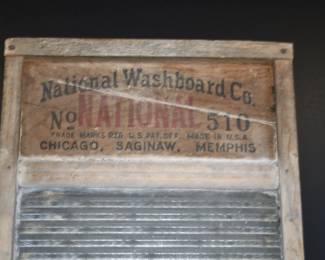 National Washboard Co.
No NATIONAL 510
TRADE MARKS REG. U.S. PAT. OFF. MADE IN U.S.A.
CHICAGO, SAGINAW, MEMPHIS